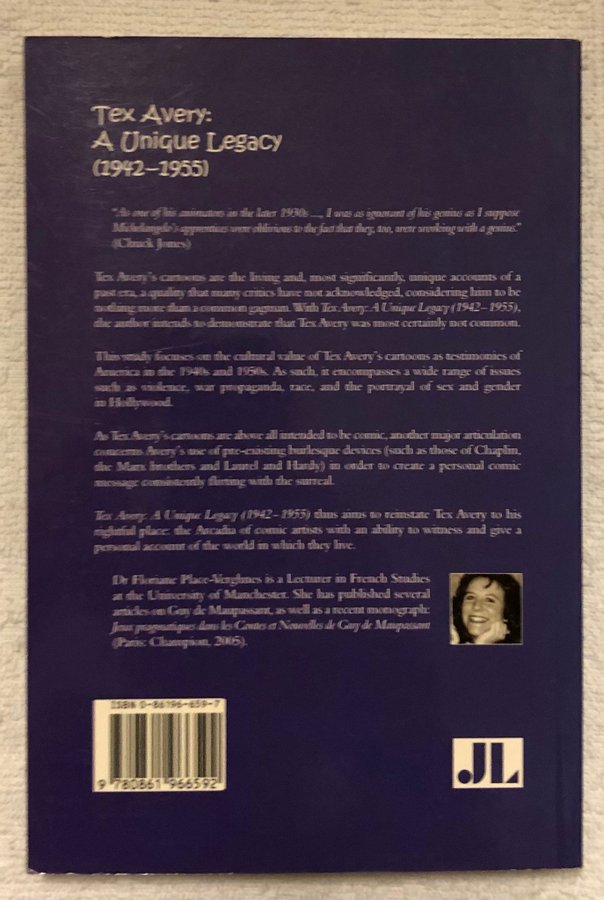 Tex Avery:
A Unique Legacy
(1942–1955)
"As one of his animators in the later 1930s ..., I was as ignorant of his genius as I suppose
Michelangelo's apprentices were oblivious to the fact that they, too, were working with a genius."
(Chuck Jones)
Tex Avery's cartoons are the living and, most significantly, unique accounts of a
past era, a quality that many critics have not acknowledged, considering him to be
nothing more than a common gagman. With Tex Avery: A Unique Legacy (1942–1955),
the author intends to demonstrate that Tex Avery was most certainly not common.
This study focuses on the cultural value of Tex Avery's cartoons as testimonies of
America in the 1940s and 1950s. As such, it encompasses a wide range of issues
such as violence, war propaganda, race, and the portrayal of sex and gender
in Hollywood.
As Tex Avery's cartoons are above all intended to be comic, another major articulation
concerns Avery's use of pre-existing burlesque devices (such as those of Chaplin,
the Marx brothers and Laurel and Hardy) in order to create a personal comic
message consistently flirting with the surreal.
Tex Avery: A Unique Legacy (1942–1955) thus aims to reinstate Tex Avery to his
rightful place: the Arcadia of comic artists with an ability to witness and give a
personal account of the world in which they live.
Dr Floriane Place-Verghnes is a Lecturer in French Studies
at the University of Manchester. She has published several
articles on Guy de Maupassant, as well as a recent monograph:
Jeux pragmatiques dans les Contes et Nouvelles de Guy de Maupassant
(Paris: Champion, 2005).
ISBN 0-86196-659-7
9 780861 966592
JL